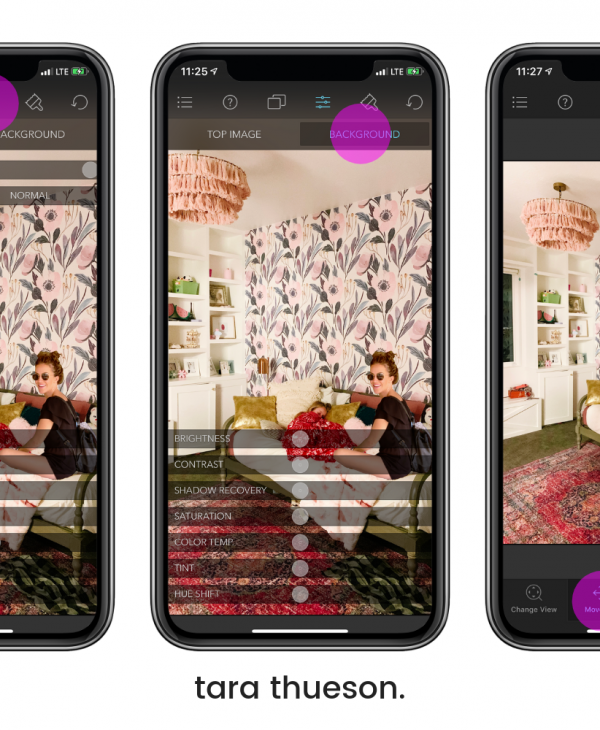 LTE
ACKGROUND
NORMAL
11:25
LTE
TOP IMAGE
BACKGROUND
BRIGHTNESS
CONTRAST
SHADOW RECOVERY
SATURATION
COLOR TEMP
TINT
HUE SHIFT
11:27
Change View
Move
tara thueson.